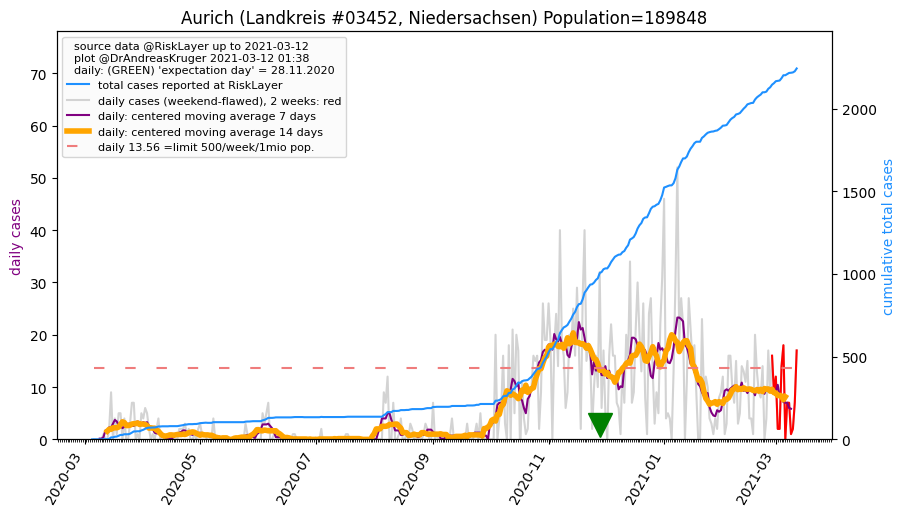 Aurich (Landkreis #03452, Niedersachsen) Population=189848
source data @RiskLayer up to 2021-03-12
plot @DrAndreasKruger 2021-03-12 01:38
daily: (GREEN) 'expectation day' = 28.11.2020
total cases reported at RiskLayer
daily cases (weekend-flawed), 2 weeks: red
daily: centered moving average 7 days
daily: centered moving average 14 days
daily 13.56 =limit 500/week/1mio pop.
daily cases
70
60
50
40
30
20
10
0
cumulative total cases
2000
1500
1000
500
0
2020-03
2020-05
2020-07
2020-09
2020-11
2021-01
2021-03